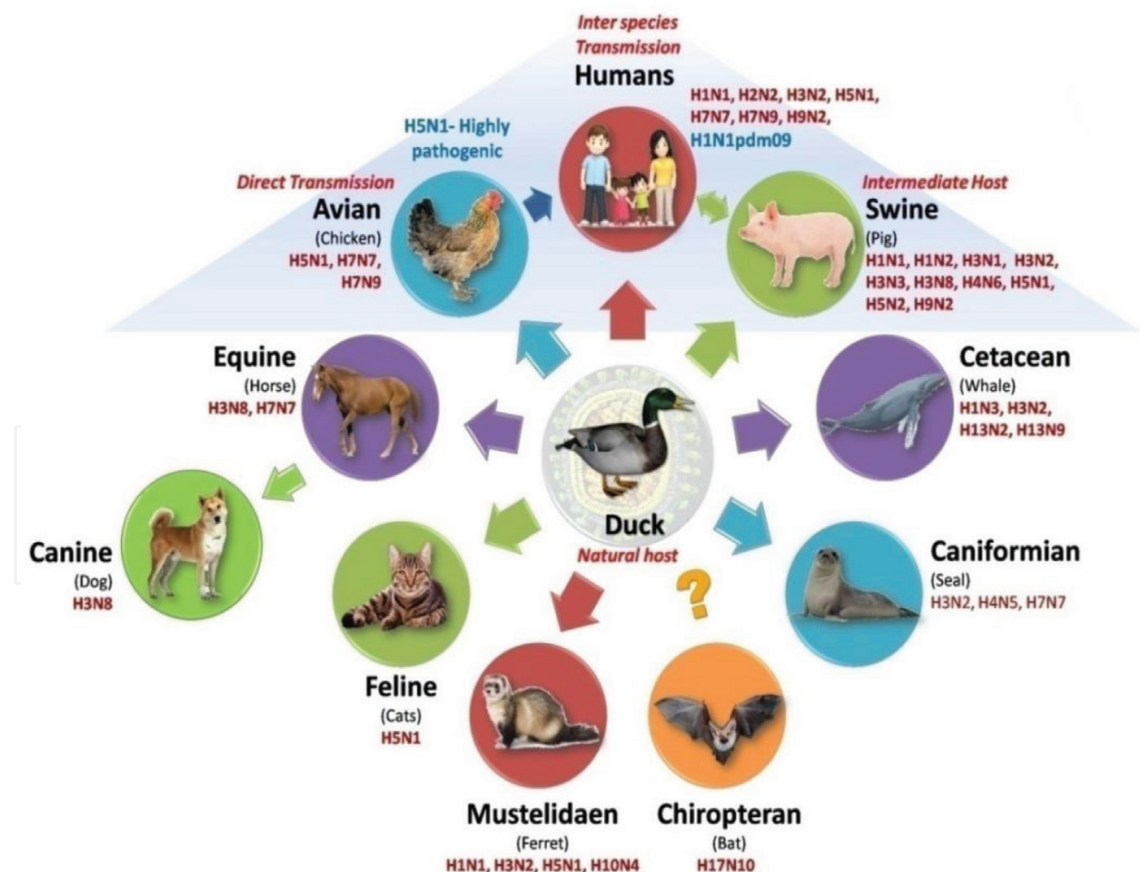 Inter species
Transmission
Humans
H1N1, H2N2, H3N2, H5N1,
H7N7, H7N9, H9N2,
H1N1pdm09
H5N1- Highly
pathogenic
Direct Transmission
Avian
(Chicken)
H5N1, H7N7,
H7N9
Intermediate Host
Swine
(Pig)
H1N1, H1N2, H3N1, H3N2,
H3N3, H3N8, H4N6, H5N1,
H5N2, H9N2
Equine
(Horse)
H3N8, H7N7
Cetacean
(Whale)
H1N3, H3N2,
H13N2, H13N9
Duck
Natural host
Canine
(Dog)
H3N8
Caniformian
(Seal)
H3N2, H4N5, H7N7
?
Feline
(Cats)
H5N1
Mustelidaen
(Ferret)
H1N1, H3N2, H5N1, H10N4
Chiropteran
(Bat)
H17N10